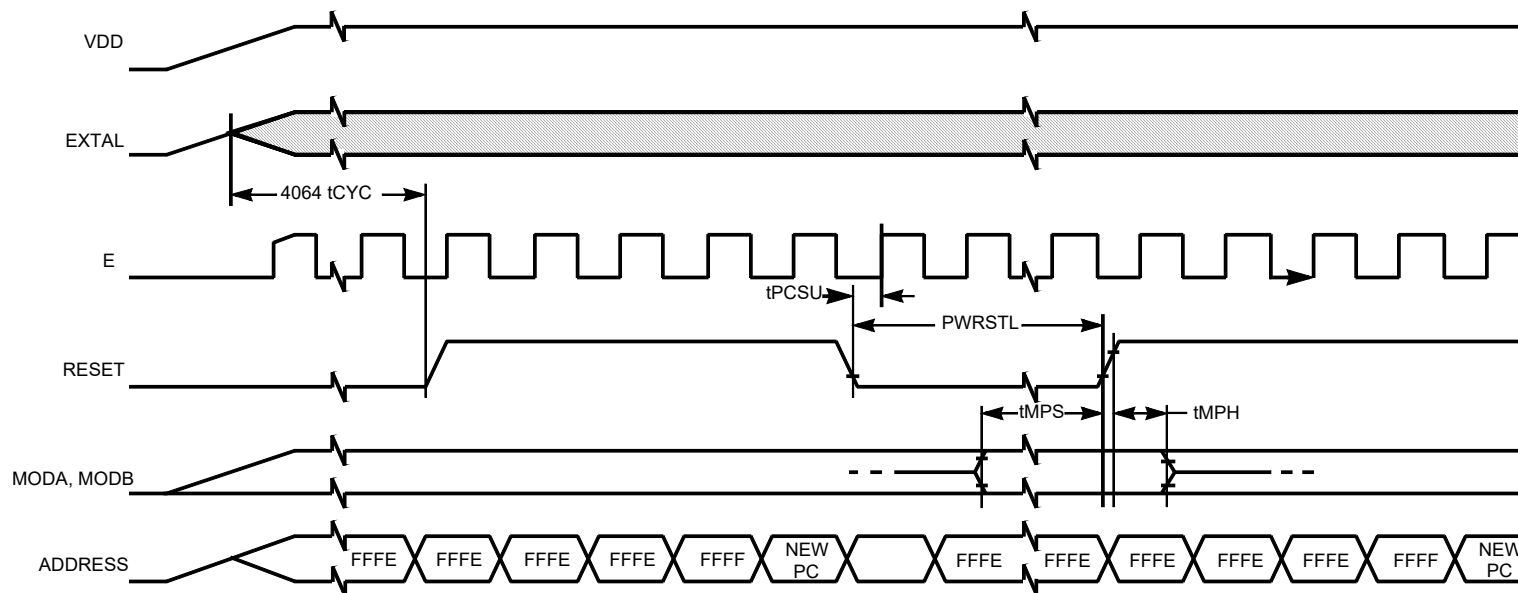 VDD
EXTAL
4064 tCYC
E
tPCSU
PWRSTL
RESET
tMPS
tMPH
MODA, MODB
ADDRESS
FFFE
FFFE
FFFE
FFFE
FFFF
NEW
PC
FFFE
FFFE
FFFE
FFFE
FFFE
FFFF
NEW
PC